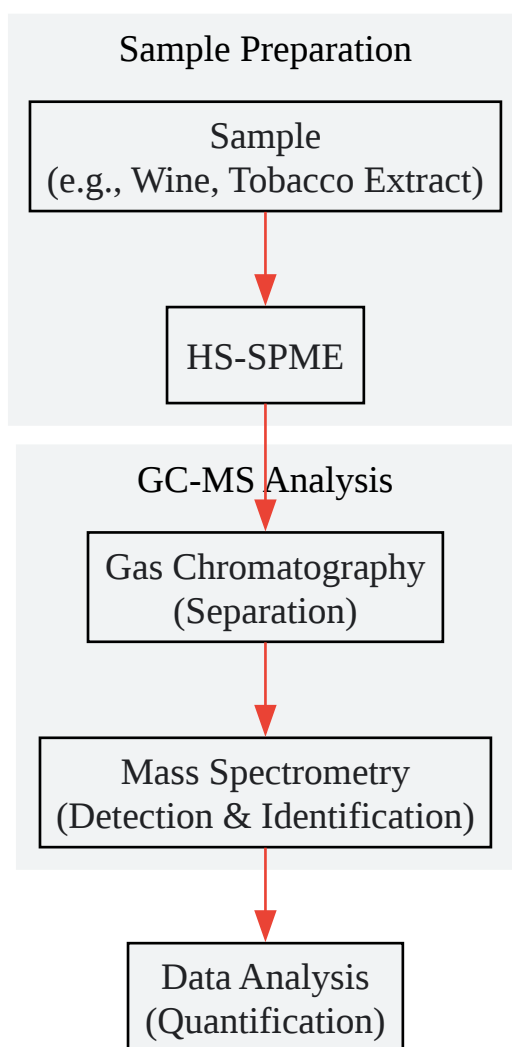 Sample Preparation
Sample
(e.g., Wine, Tobacco Extract)
HS-SPME
GC-MS Analysis
Gas Chromatography
(Separation)
Mass Spectrometry
(Detection & Identification)
Data Analysis
(Quantification)